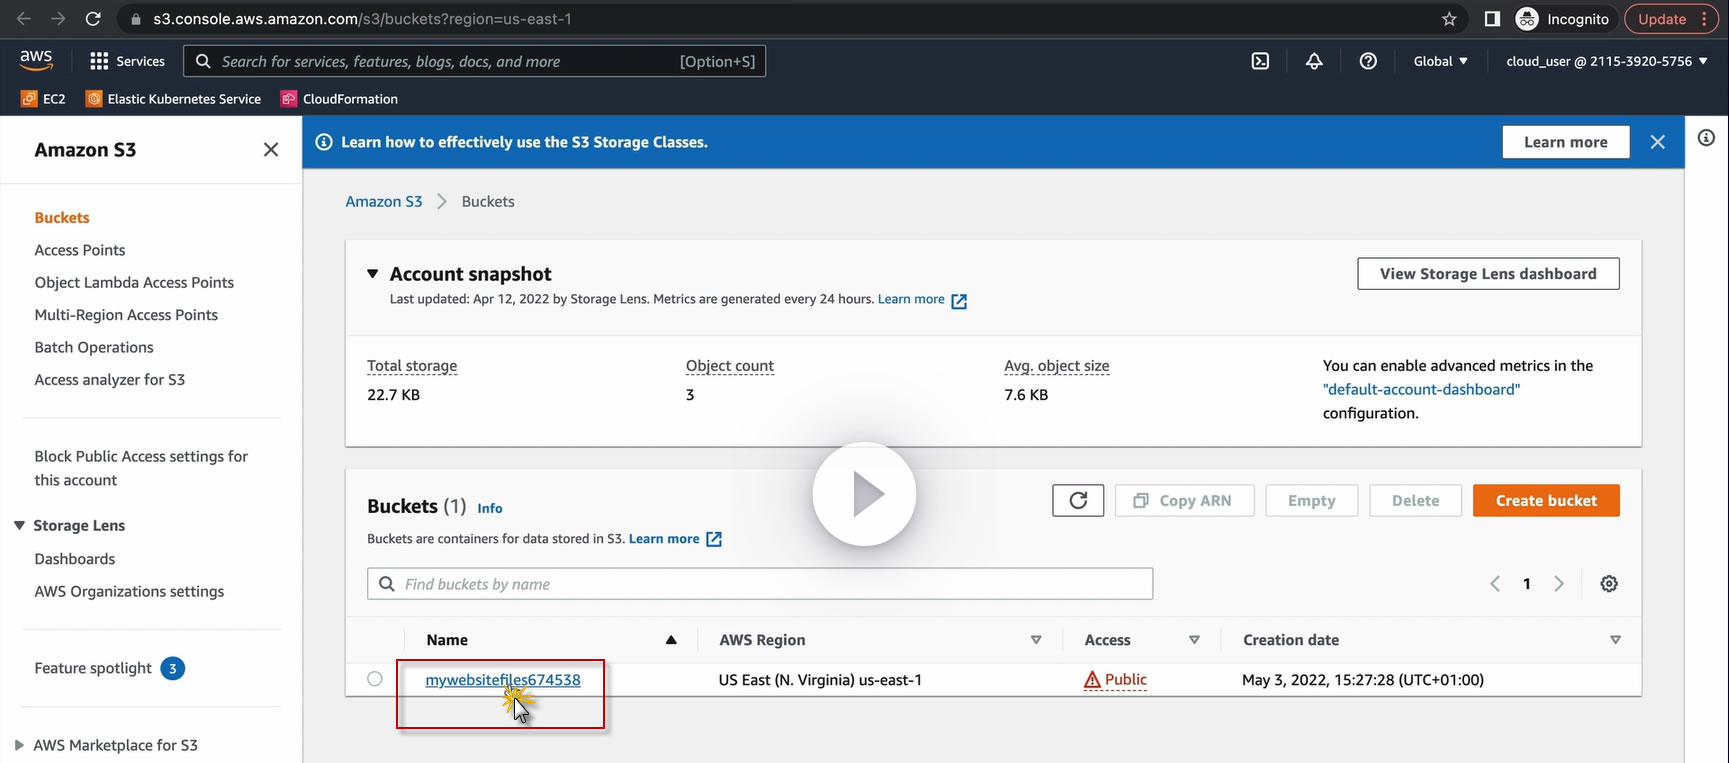 s3.console.aws.amazon.com/s3/buckets?region=us-east-1
Incognito
Update
aws
Services
Search for services, features, blogs, docs, and more
[Option+S]
Global
cloud_user @ 2115-3920-5756
EC2
Elastic Kubernetes Service
CloudFormation
Amazon S3
Buckets
Access Points
Object Lambda Access Points
Multi-Region Access Points
Batch Operations
Access analyzer for S3
Block Public Access settings for
this account
Storage Lens
Dashboards
AWS Organizations settings
Feature spotlight 3
AWS Marketplace for S3
Learn how to effectively use the S3 Storage Classes.
Learn more
Amazon S3 > Buckets
Account snapshot
View Storage Lens dashboard
Last updated: Apr 12, 2022 by Storage Lens. Metrics are generated every 24 hours. Learn more
Total storage
22.7 KB
Object count
3
Avg. object size
7.6 KB
You can enable advanced metrics in the
"default-account-dashboard"
configuration.
Buckets (1) Info
Copy ARN
Empty
Delete
Create bucket
Buckets are containers for data stored in S3. Learn more
Find buckets by name
1
Name AWS Region Access Creation date
mywebsitefiles674538 US East (N. Virginia) us-east-1 Public May 3, 2022, 15:27:28 (UTC+01:00)